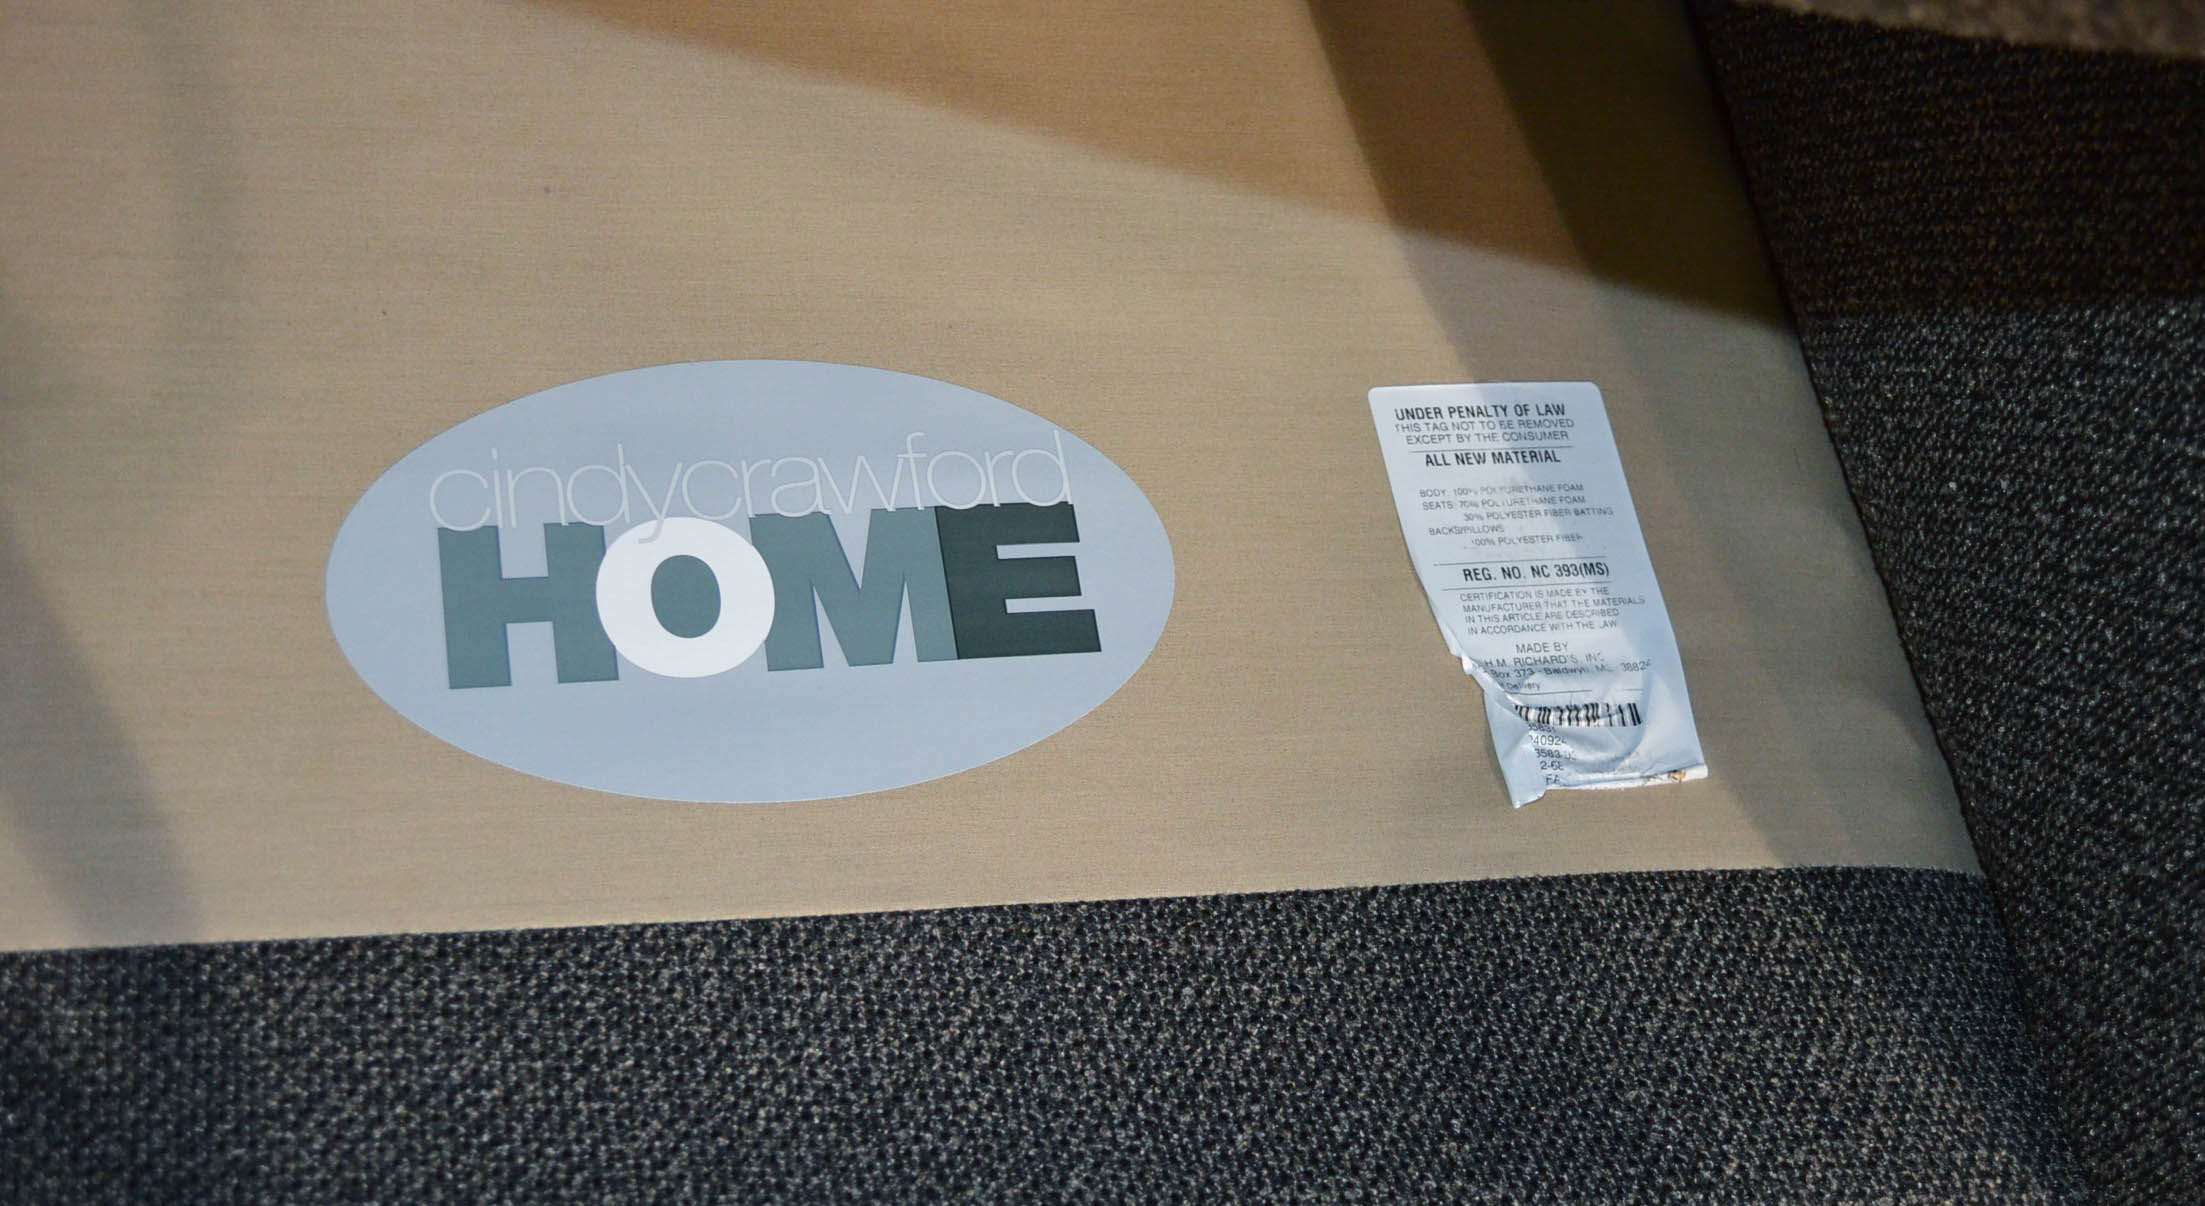 cindycrawford
HOME
UNDER PENALTY OF LAW
THIS TAG NOT TO BE REMOVED
EXCEPT BY THE CONSUMER
ALL NEW MATERIAL
BODY: 100% POLYURETHANE FOAM
SEATS: 70% POLYURETHANE FOAM
30% POLYESTER FIBER BATTING
BACKS/PILLOWS
100% POLYESTER FIBER
REG. NO. NC 393(MS)
CERTIFICATION IS MADE BY THE
MANUFACTURER THAT THE MATERIALS
IN THIS ARTICLE ARE DESCRIBED
IN ACCORDANCE WITH THE LAW
MADE BY
H.M. RICHARD'S, INC
Box 373 - Baldwyn, MS 38824
Delivery